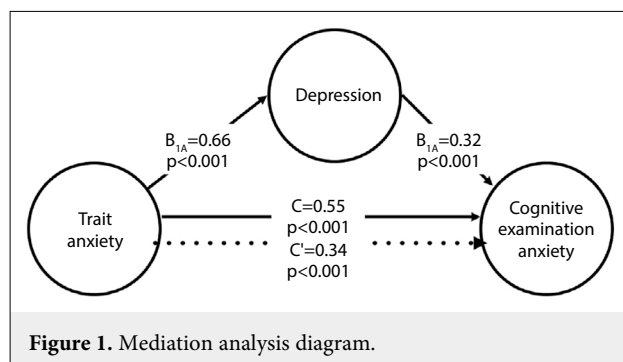 Depression
B1A=0.66
p<0.001
B1A=0.32
p<0.001
Trait
anxiety
C=0.55
p<0.001
C'=0.34
p<0.001
Cognitive
examination
anxiety
Figure 1. Mediation analysis diagram.